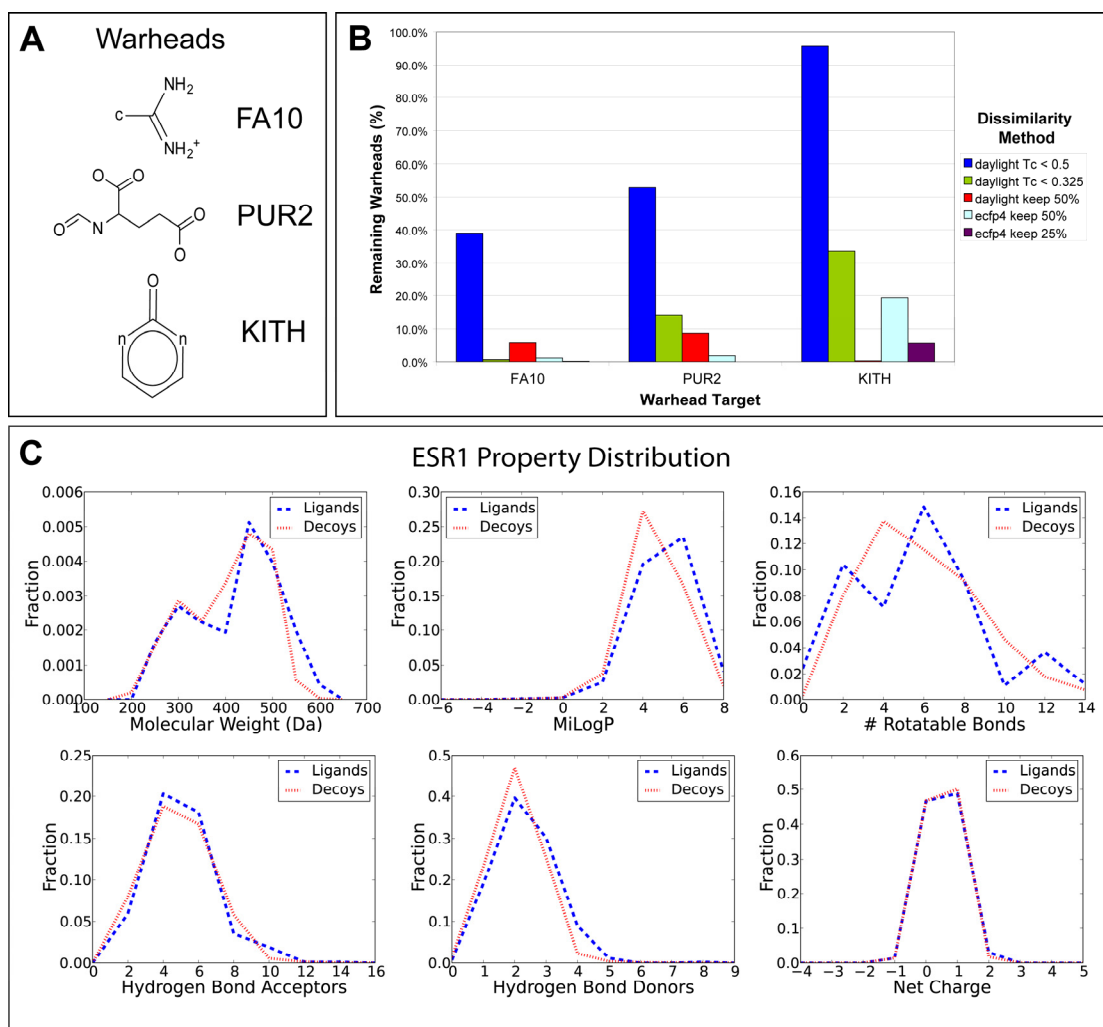 A
Warheads
NH2
c
NH2+
FA10
O
O
O
N
O
O
PUR2
O
n
n
KITH
B
100.0%
90.0%
80.0%
70.0%
60.0%
50.0%
40.0%
30.0%
20.0%
10.0%
0.0%
Remaining Warheads (%)
FA10
PUR2
KITH
Warhead Target
Dissimilarity
Method
daylight Tc < 0.5
daylight Tc < 0.325
daylight keep 50%
ecfp4 keep 50%
ecfp4 keep 25%
C
ESR1 Property Distribution
0.006
0.005
0.004
0.003
0.002
0.001
0.000
Fraction
Ligands
Decoys
100 200 300 400 500 600 700
Molecular Weight (Da)
0.30
0.25
0.20
0.15
0.10
0.05
0.00
Fraction
Ligands
Decoys
−6 −4 −2 0 2 4 6 8
MiLogP
0.16
0.14
0.12
0.10
0.08
0.06
0.04
0.02
0.00
Fraction
Ligands
Decoys
0 2 4 6 8 10 12 14
# Rotatable Bonds
0.25
0.20
0.15
0.10
0.05
0.00
Fraction
Ligands
Decoys
0 2 4 6 8 10 12 14 16
Hydrogen Bond Acceptors
0.5
0.4
0.3
0.2
0.1
0.0
Fraction
Ligands
Decoys
0 1 2 3 4 5 6 7 8 9
Hydrogen Bond Donors
0.6
0.5
0.4
0.3
0.2
0.1
0.0
Fraction
Ligands
Decoys
−4 −3 −2 −1 0 1 2 3 4 5
Net Charge